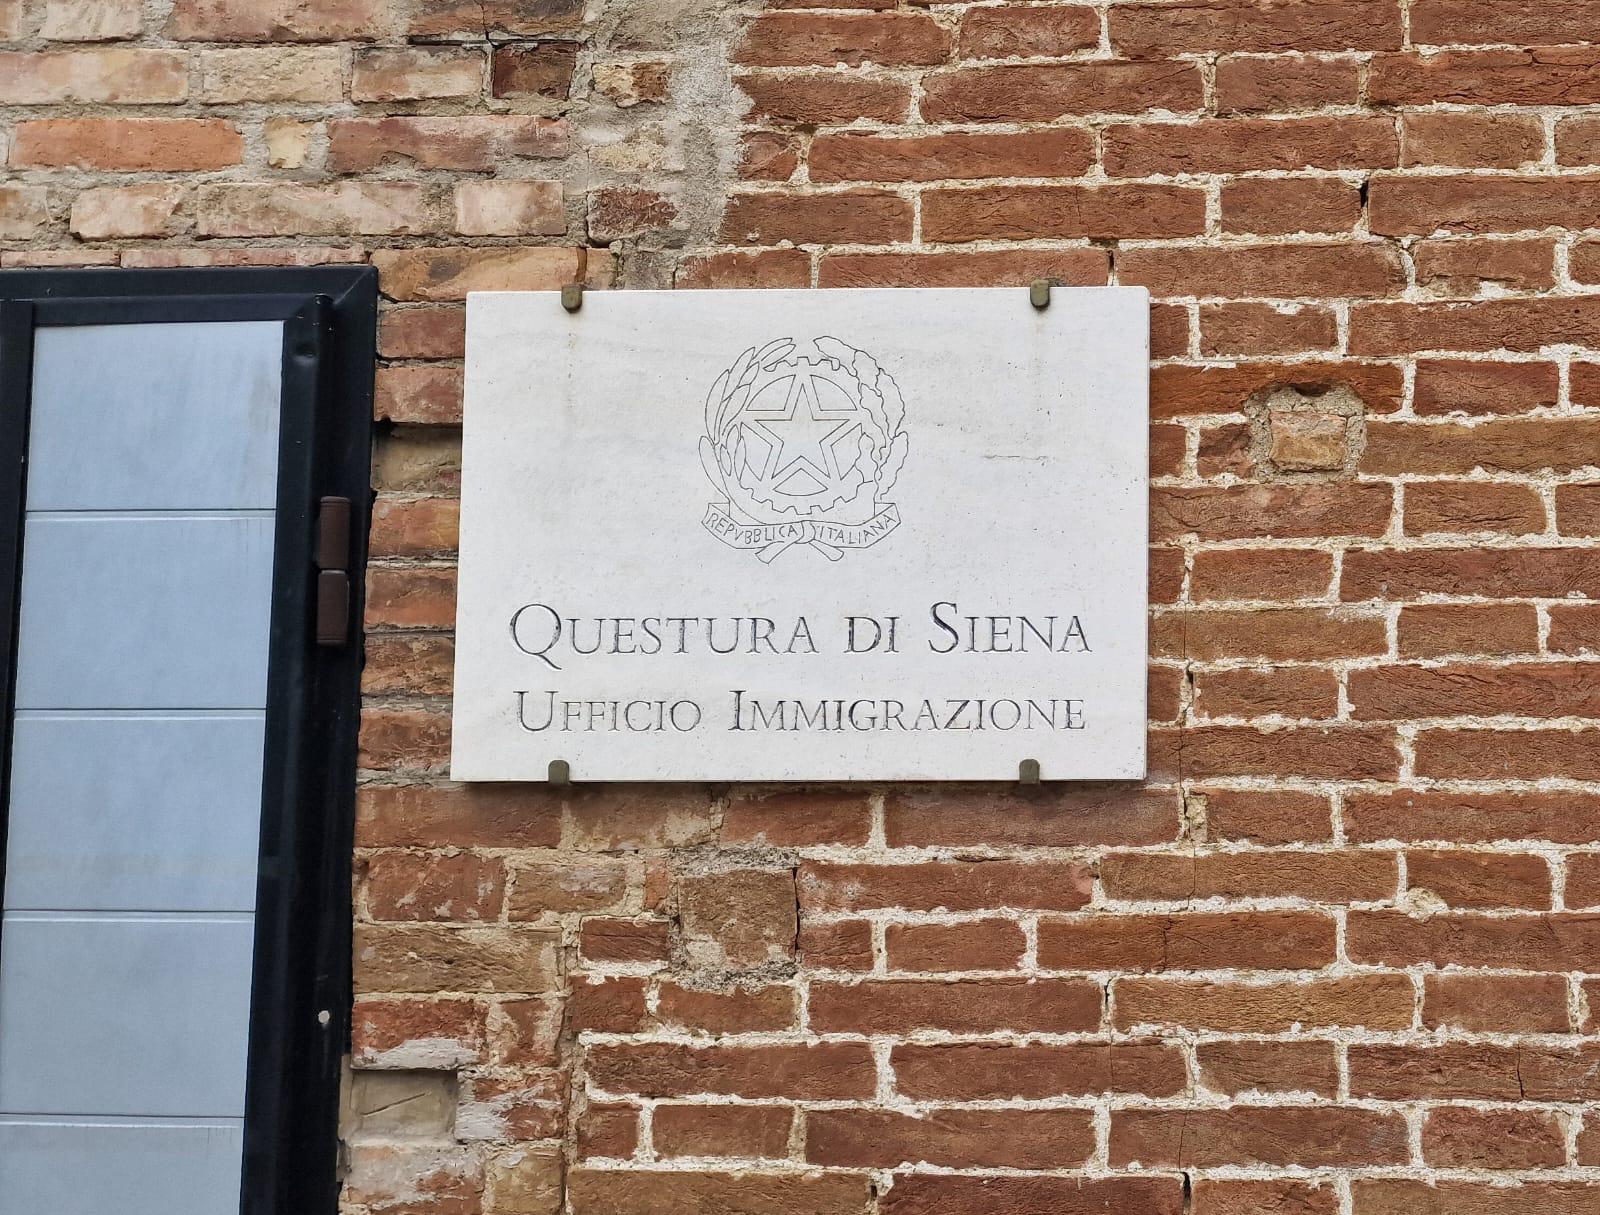 REPVBBLICA ITALIANA
QUESTURA DI SIENA
UFFICIO IMMIGRAZIONE